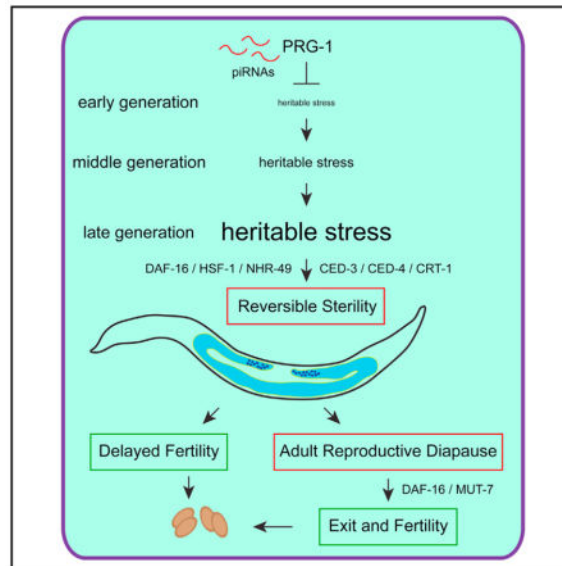 PRG-1
piRNAs
early generation
heritable stress
middle generation
heritable stress
late generation
heritable stress
DAF-16 / HSF-1 / NHR-49
CED-3 / CED-4 / CRT-1
Reversible Sterility
Delayed Fertility
Adult Reproductive Diapause
DAF-16 / MUT-7
Exit and Fertility